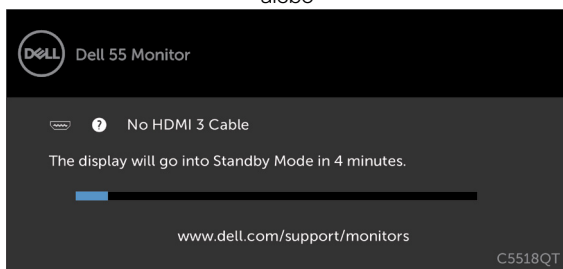 alebo
DELL Dell 55 Monitor
? No HDMI 3 Cable
The display will go into Standby Mode in 4 minutes.
www.dell.com/support/monitors
C5518QT